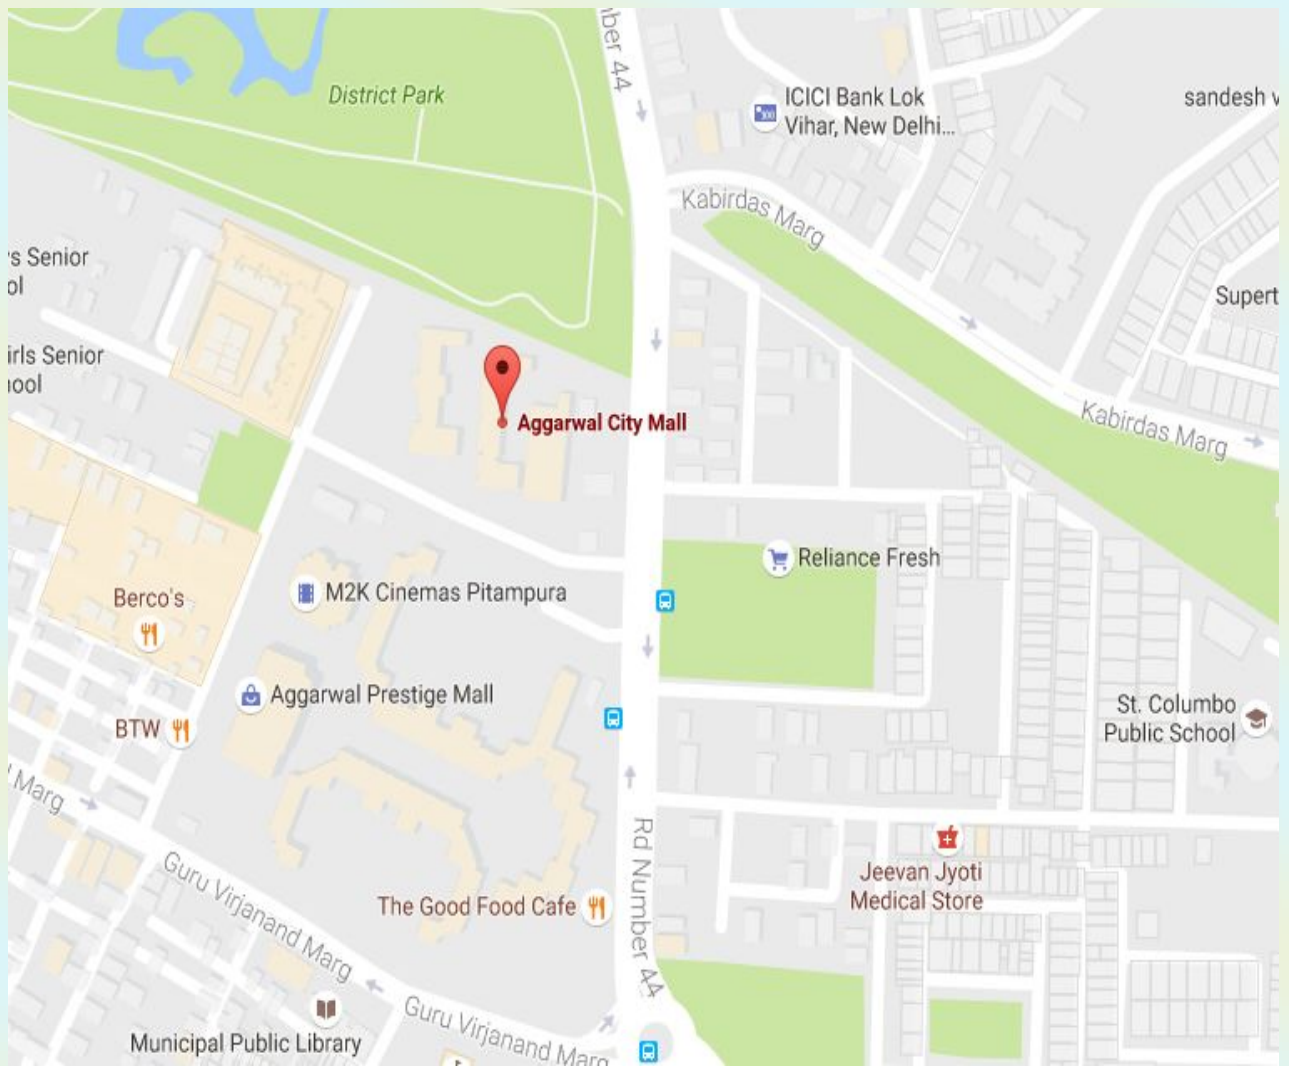 District Park
mber 44
ICICI Bank Lok
Vihar, New Delhi...
sandesh v
Kabirdas Marg
rs Senior
ol
Supert
irls Senior
hool
Aggarwal City Mall
Kabirdas Marg
Reliance Fresh
M2K Cinemas Pitampura
Berco's
Aggarwal Prestige Mall
BTW
St. Columbo
Public School
Marg
Rd Number 44
Guru Virjanand Marg
Jeevan Jyoti
Medical Store
The Good Food Cafe
Guru Virjanand Marg
Municipal Public Library